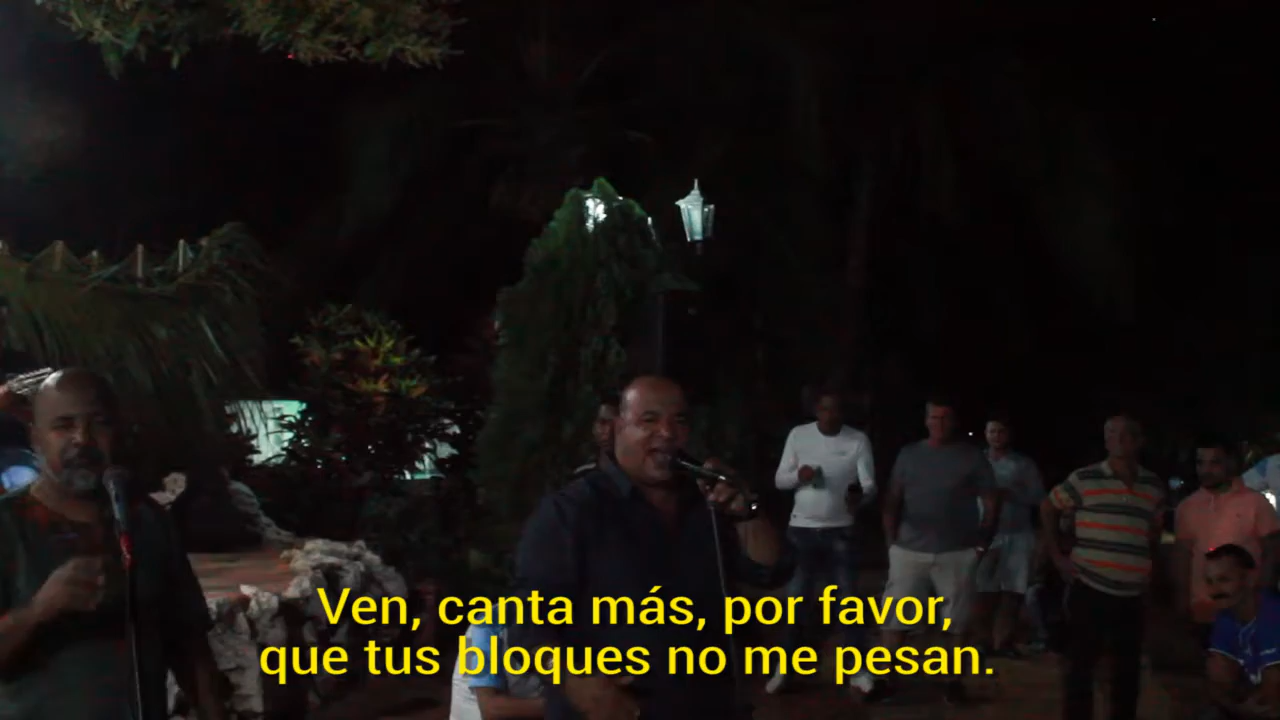 Ven, canta más, por favor,
que tus bloques no me pesan.